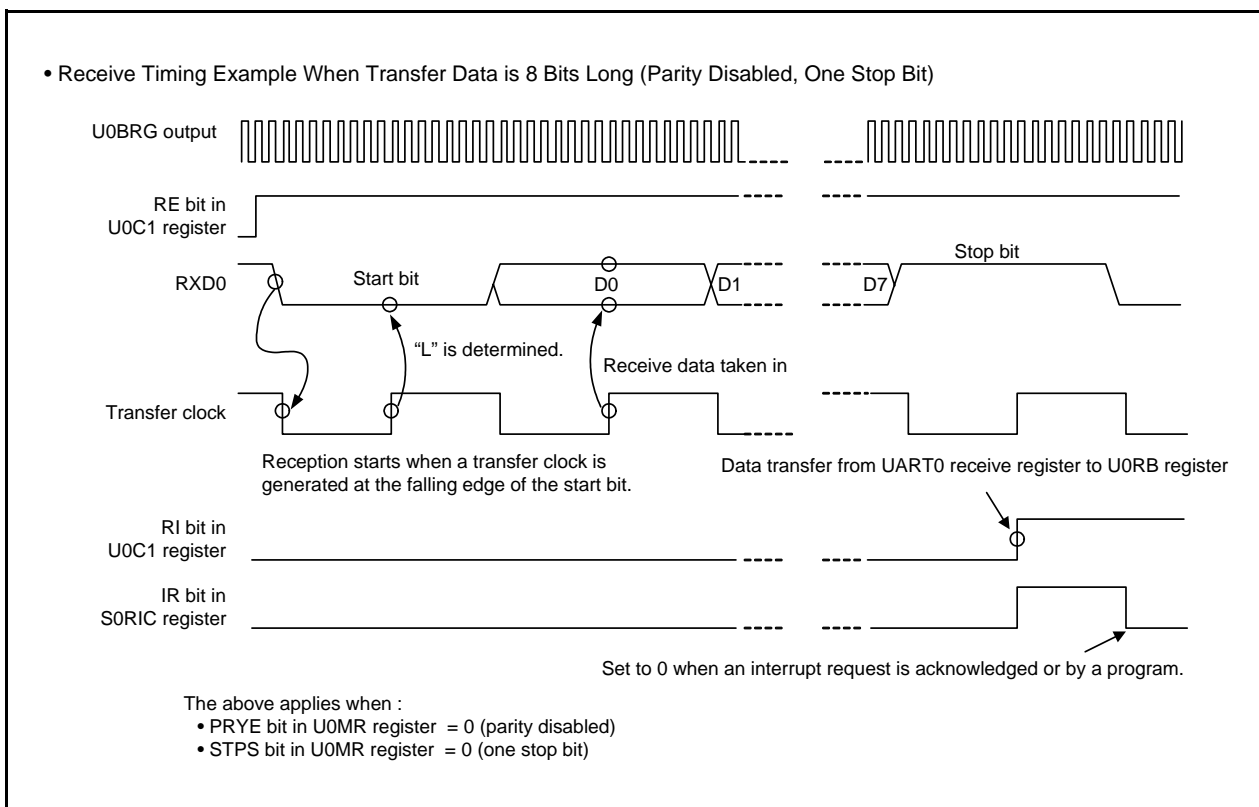 • Receive Timing Example When Transfer Data is 8 Bits Long (Parity Disabled, One Stop Bit)
U0BRG output
RE bit in
U0C1 register
RXD0
Start bit
D0
D1
D7
Stop bit
“L” is determined.
Receive data taken in
Transfer clock
Reception starts when a transfer clock is
generated at the falling edge of the start bit.
Data transfer from UART0 receive register to U0RB register
RI bit in
U0C1 register
IR bit in
S0RIC register
Set to 0 when an interrupt request is acknowledged or by a program.
The above applies when :
• PRYE bit in U0MR register = 0 (parity disabled)
• STPS bit in U0MR register = 0 (one stop bit)